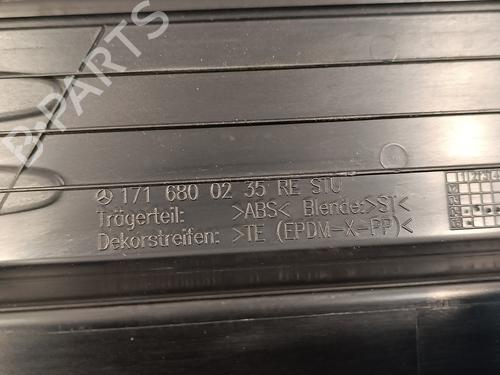 B-PARTS
171 680 02 35 RE STU
Trägerteil: >ABS< Blende:>ST<
Dekorstreifen: >TE (EPDM-X-PP)<